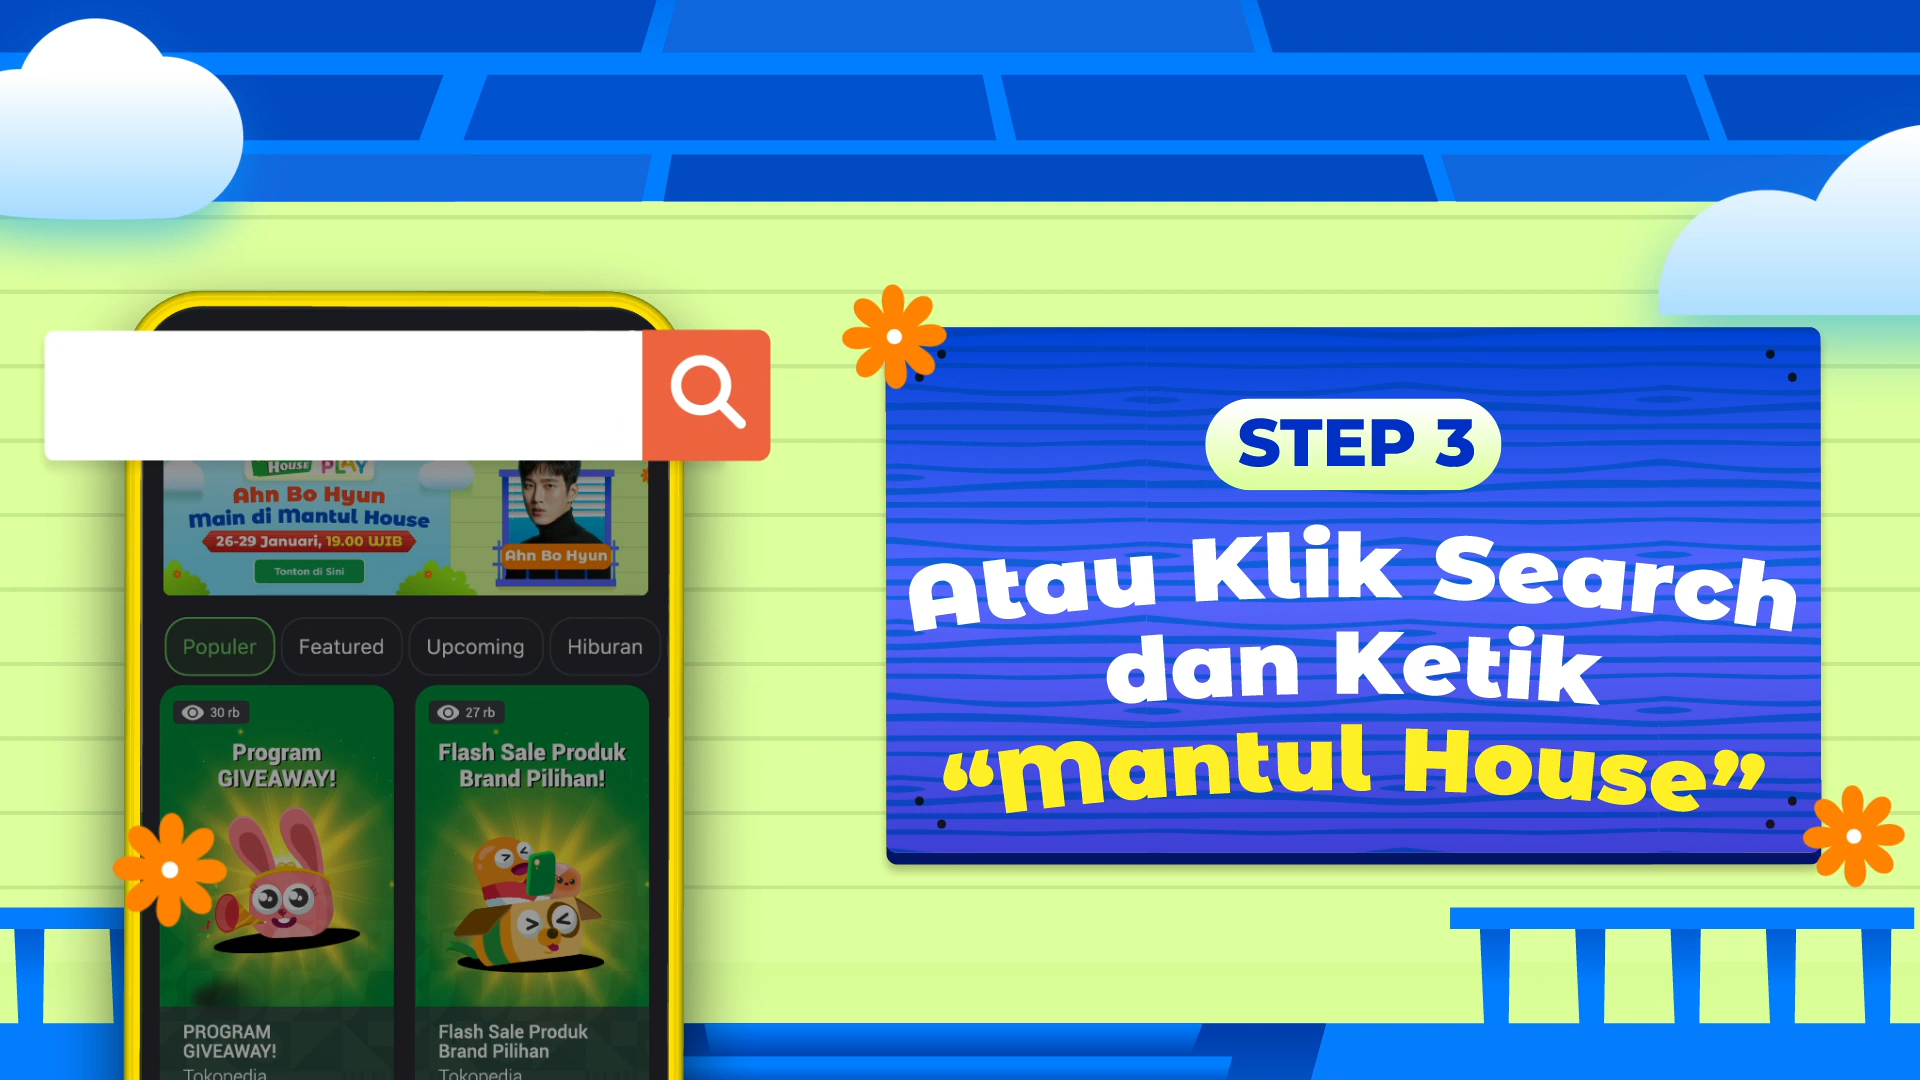 HOUSE PLAY
Ahn Bo Hyun
Main di Mantul House
26-29 Januari, 19.00 WIB
Tonton di Sini
Ahn Bo Hyun
Populer
Featured
Upcoming
Hiburan
30 rb
Program
GIVEAWAY!
PROGRAM
GIVEAWAY!
Tokopedia
27 rb
Flash Sale Produk
Brand Pilihan!
Flash Sale Produk
Brand Pilihan
Tokopedia
STEP 3
Atau Klik Search
dan Ketik
“Mantul House”